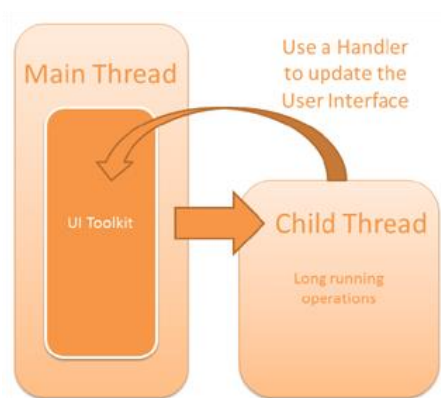 Main Thread
UI Toolkit
Use a Handler
to update the
User Interface
Child Thread
Long running
operations